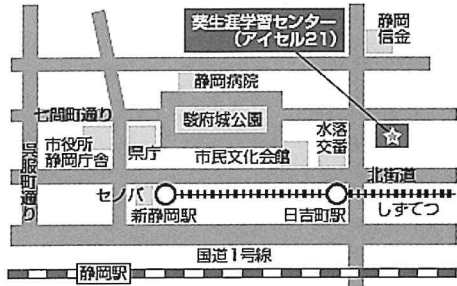 葵生涯学習センター
(アイセル21)
静岡
信金
静岡病院
七間町通り
駿府城公園
市役所
静岡庁舎
県庁
水落
交番
市民文化会館
呉服町通り
北街道
セノバ
新静岡駅
日吉町駅
しずてつ
国道1号線
静岡駅